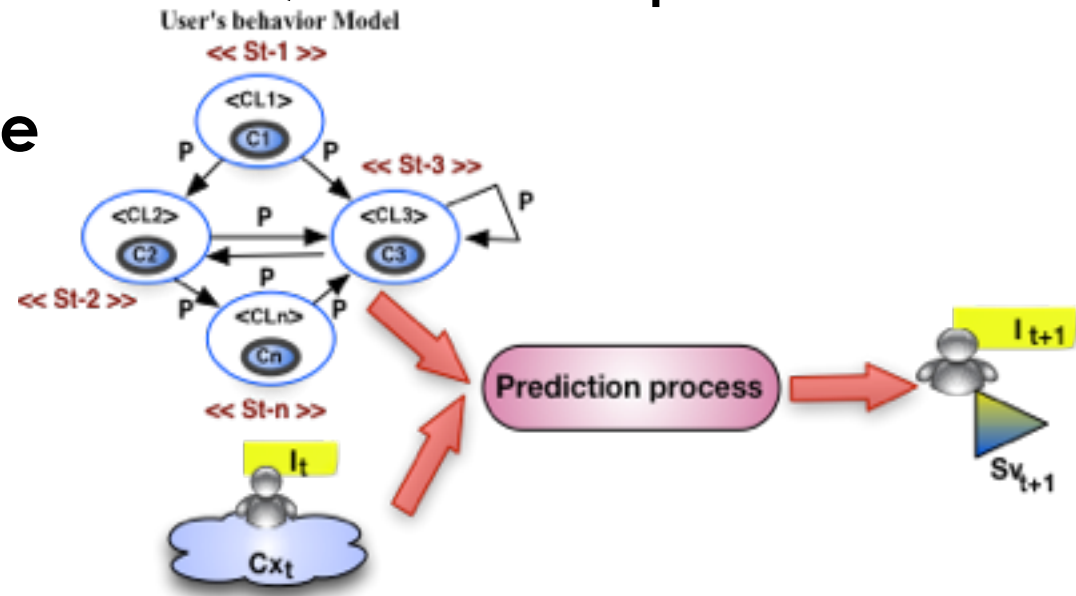 User's behavior Model
<< St-1 >>
e
<CL1>
C1
P
P
<< St-3 >>
P
<CL2>
C2
P
<CL3>
C3
P
<< St-2 >>
P
P
<CLn>
Cn
<< St-n >>
Prediction process
I t+1
Sv t+1
I t
Cx t